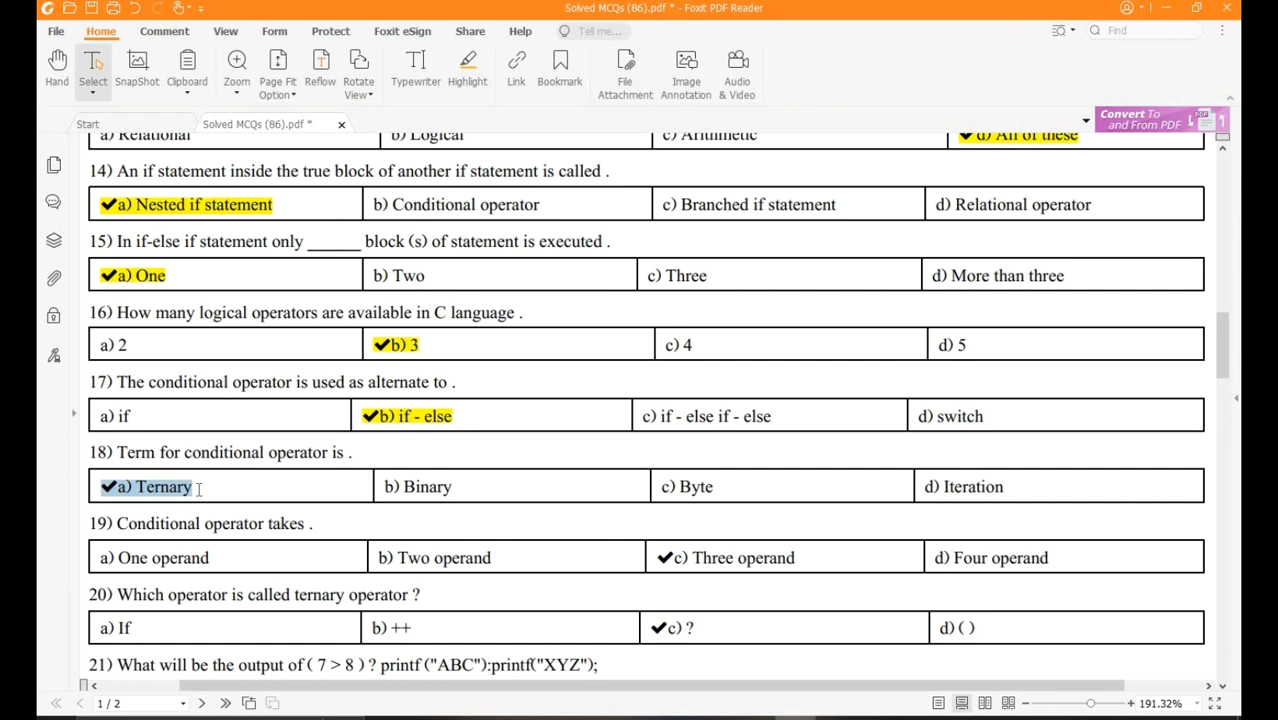 Solved MCQs (86).pdf * - Foxit PDF Reader
File Home Comment View Form Protect Foxit eSign Share Help Tell me... Find
Hand Select SnapShot Clipboard Zoom Page Fit Option Reflow Rotate View Typewriter Highlight Link Bookmark File Attachment Image Annotation Audio & Video
Start Solved MCQs (86).pdf * Convert To and From PDF
a) Relational b) Logical c) Arithmetic ✔d) All of these
14) An if statement inside the true block of another if statement is called .
✔a) Nested if statement b) Conditional operator c) Branched if statement d) Relational operator
15) In if-else if statement only ______ block (s) of statement is executed .
✔a) One b) Two c) Three d) More than three
16) How many logical operators are available in C language .
a) 2 ✔b) 3 c) 4 d) 5
17) The conditional operator is used as alternate to .
a) if ✔b) if - else c) if - else if - else d) switch
18) Term for conditional operator is .
✔a) Ternary b) Binary c) Byte d) Iteration
19) Conditional operator takes .
a) One operand b) Two operand ✔c) Three operand d) Four operand
20) Which operator is called ternary operator ?
a) If b) ++ ✔c) ? d) ( )
21) What will be the output of ( 7 > 8 ) ? printf ("ABC"):printf("XYZ");
1 / 2 191.32%